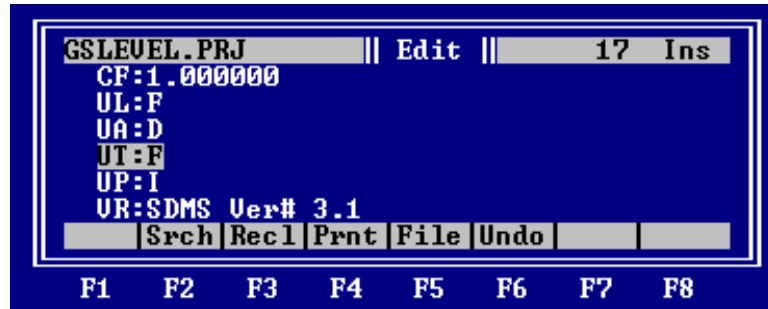 GSLEVEL.PRJ || Edit || 17 Ins
CF:1.000000
UL:F
UA:D
UT:F
UP:I
VR:SDMS Ver# 3.1
Srch|Recl|Prnt|File|Undo| |
F1 F2 F3 F4 F5 F6 F7 F8